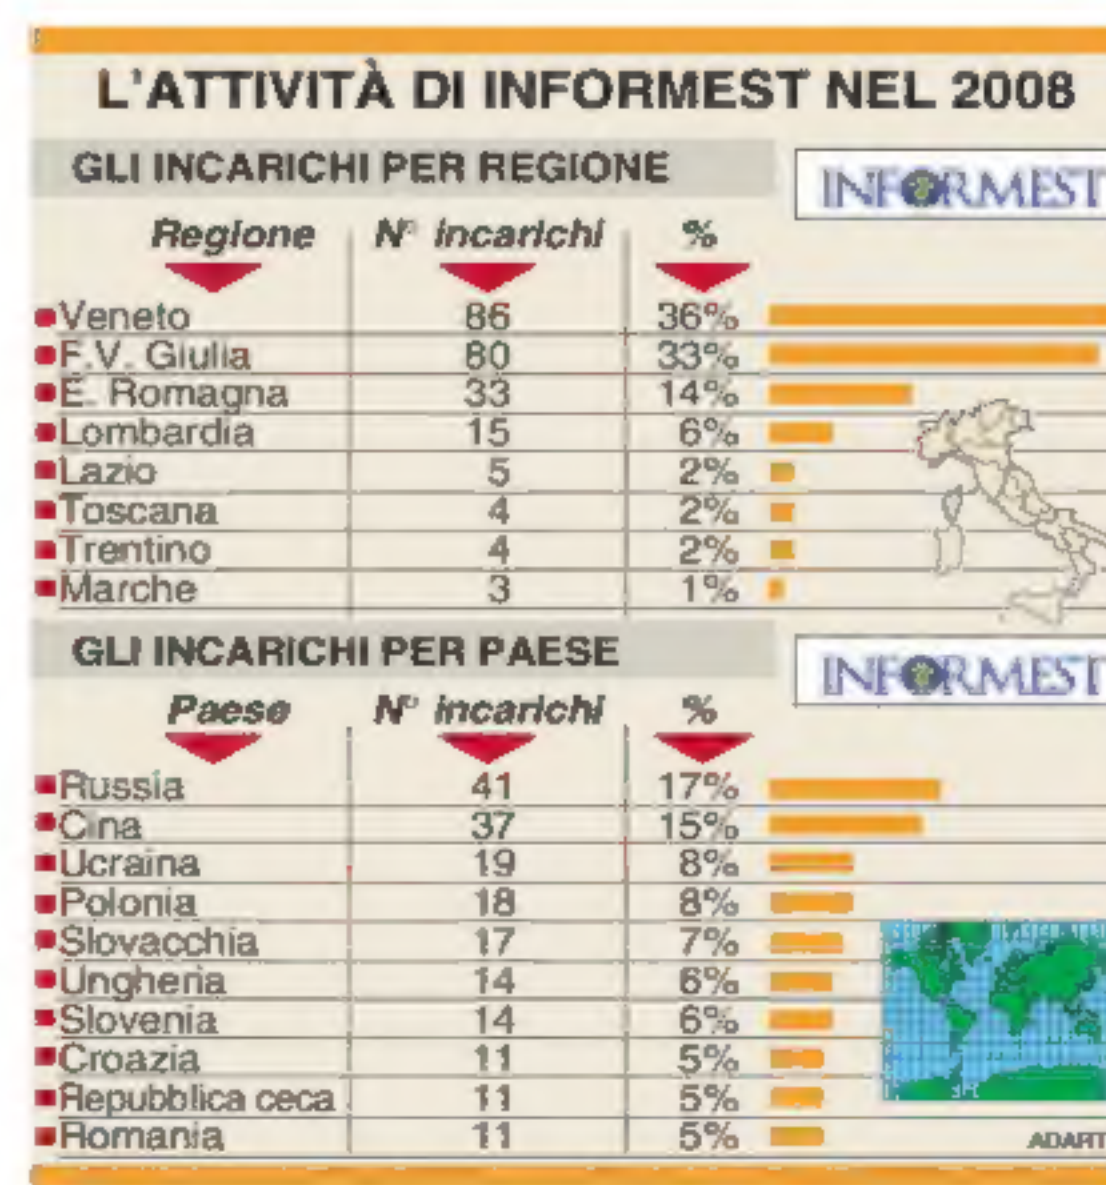 L'ATTIVITÀ DI INFORMEST NEL 2008
GLI INCARICHI PER REGIONE
INFORMEST
Regione N° incarichi %
Veneto 86 36%
F.V. Giulia 80 33%
E. Romagna 33 14%
Lombardia 15 6%
Lazio 5 2%
Toscana 4 2%
Trentino 4 2%
Marche 3 1%
GLI INCARICHI PER PAESE
INFORMEST
Paese N° incarichi %
Russia 41 17%
Cina 37 15%
Ucraina 19 8%
Polonia 18 8%
Slovacchia 17 7%
Ungheria 14 6%
Slovenia 14 6%
Croazia 11 5%
Repubblica ceca 11 5%
Romania 11 5%
ADART